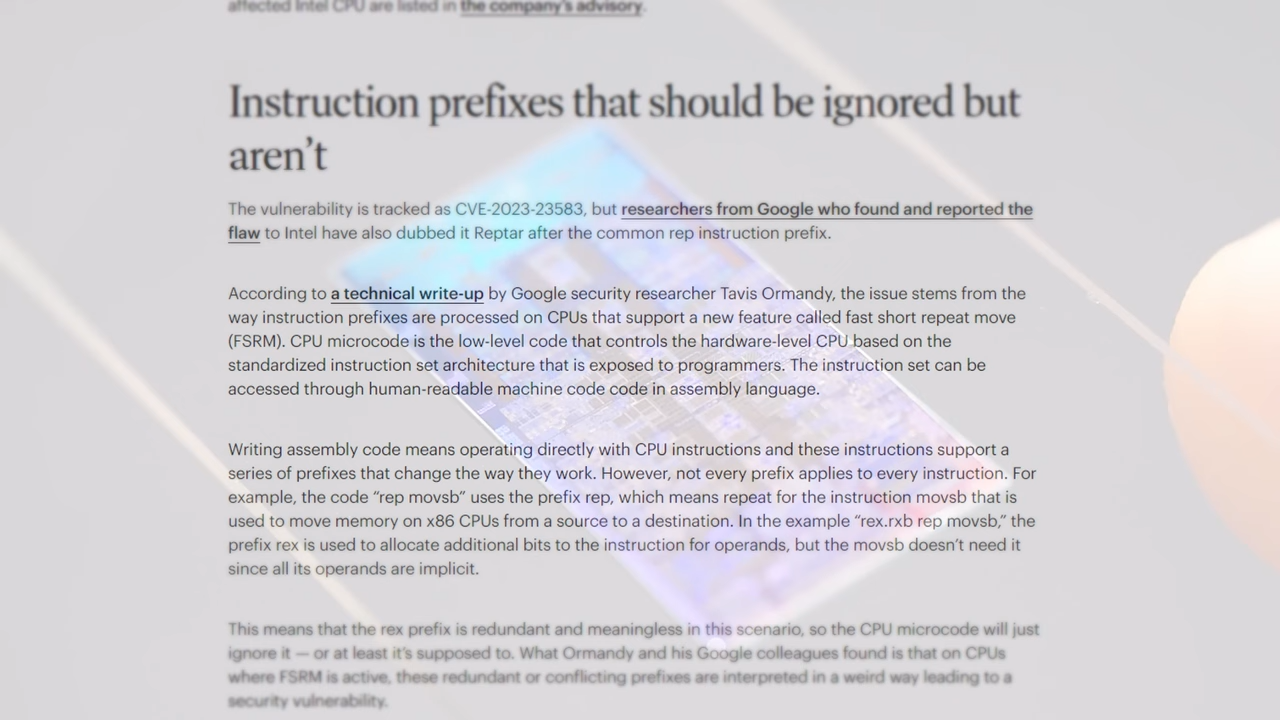 affected Intel CPU are listed in the company's advisory.
Instruction prefixes that should be ignored but
aren't
The vulnerability is tracked as CVE-2023-23583, but researchers from Google who found and reported the
flaw to Intel have also dubbed it Reptar after the common rep instruction prefix.
According to a technical write-up by Google security researcher Tavis Ormandy, the issue stems from the
way instruction prefixes are processed on CPUs that support a new feature called fast short repeat move
(FSRM). CPU microcode is the low-level code that controls the hardware-level CPU based on the
standardized instruction set architecture that is exposed to programmers. The instruction set can be
accessed through human-readable machine code code in assembly language.
Writing assembly code means operating directly with CPU instructions and these instructions support a
series of prefixes that change the way they work. However, not every prefix applies to every instruction. For
example, the code “rep movsb” uses the prefix rep, which means repeat for the instruction movsb that is
used to move memory on x86 CPUs from a source to a destination. In the example “rex.rxb rep movsb,” the
prefix rex is used to allocate additional bits to the instruction for operands, but the movsb doesn’t need it
since all its operands are implicit.
This means that the rex prefix is redundant and meaningless in this scenario, so the CPU microcode will just
ignore it — or at least it’s supposed to. What Ormandy and his Google colleagues found is that on CPUs
where FSRM is active, these redundant or conflicting prefixes are interpreted in a weird way leading to a
security vulnerability.